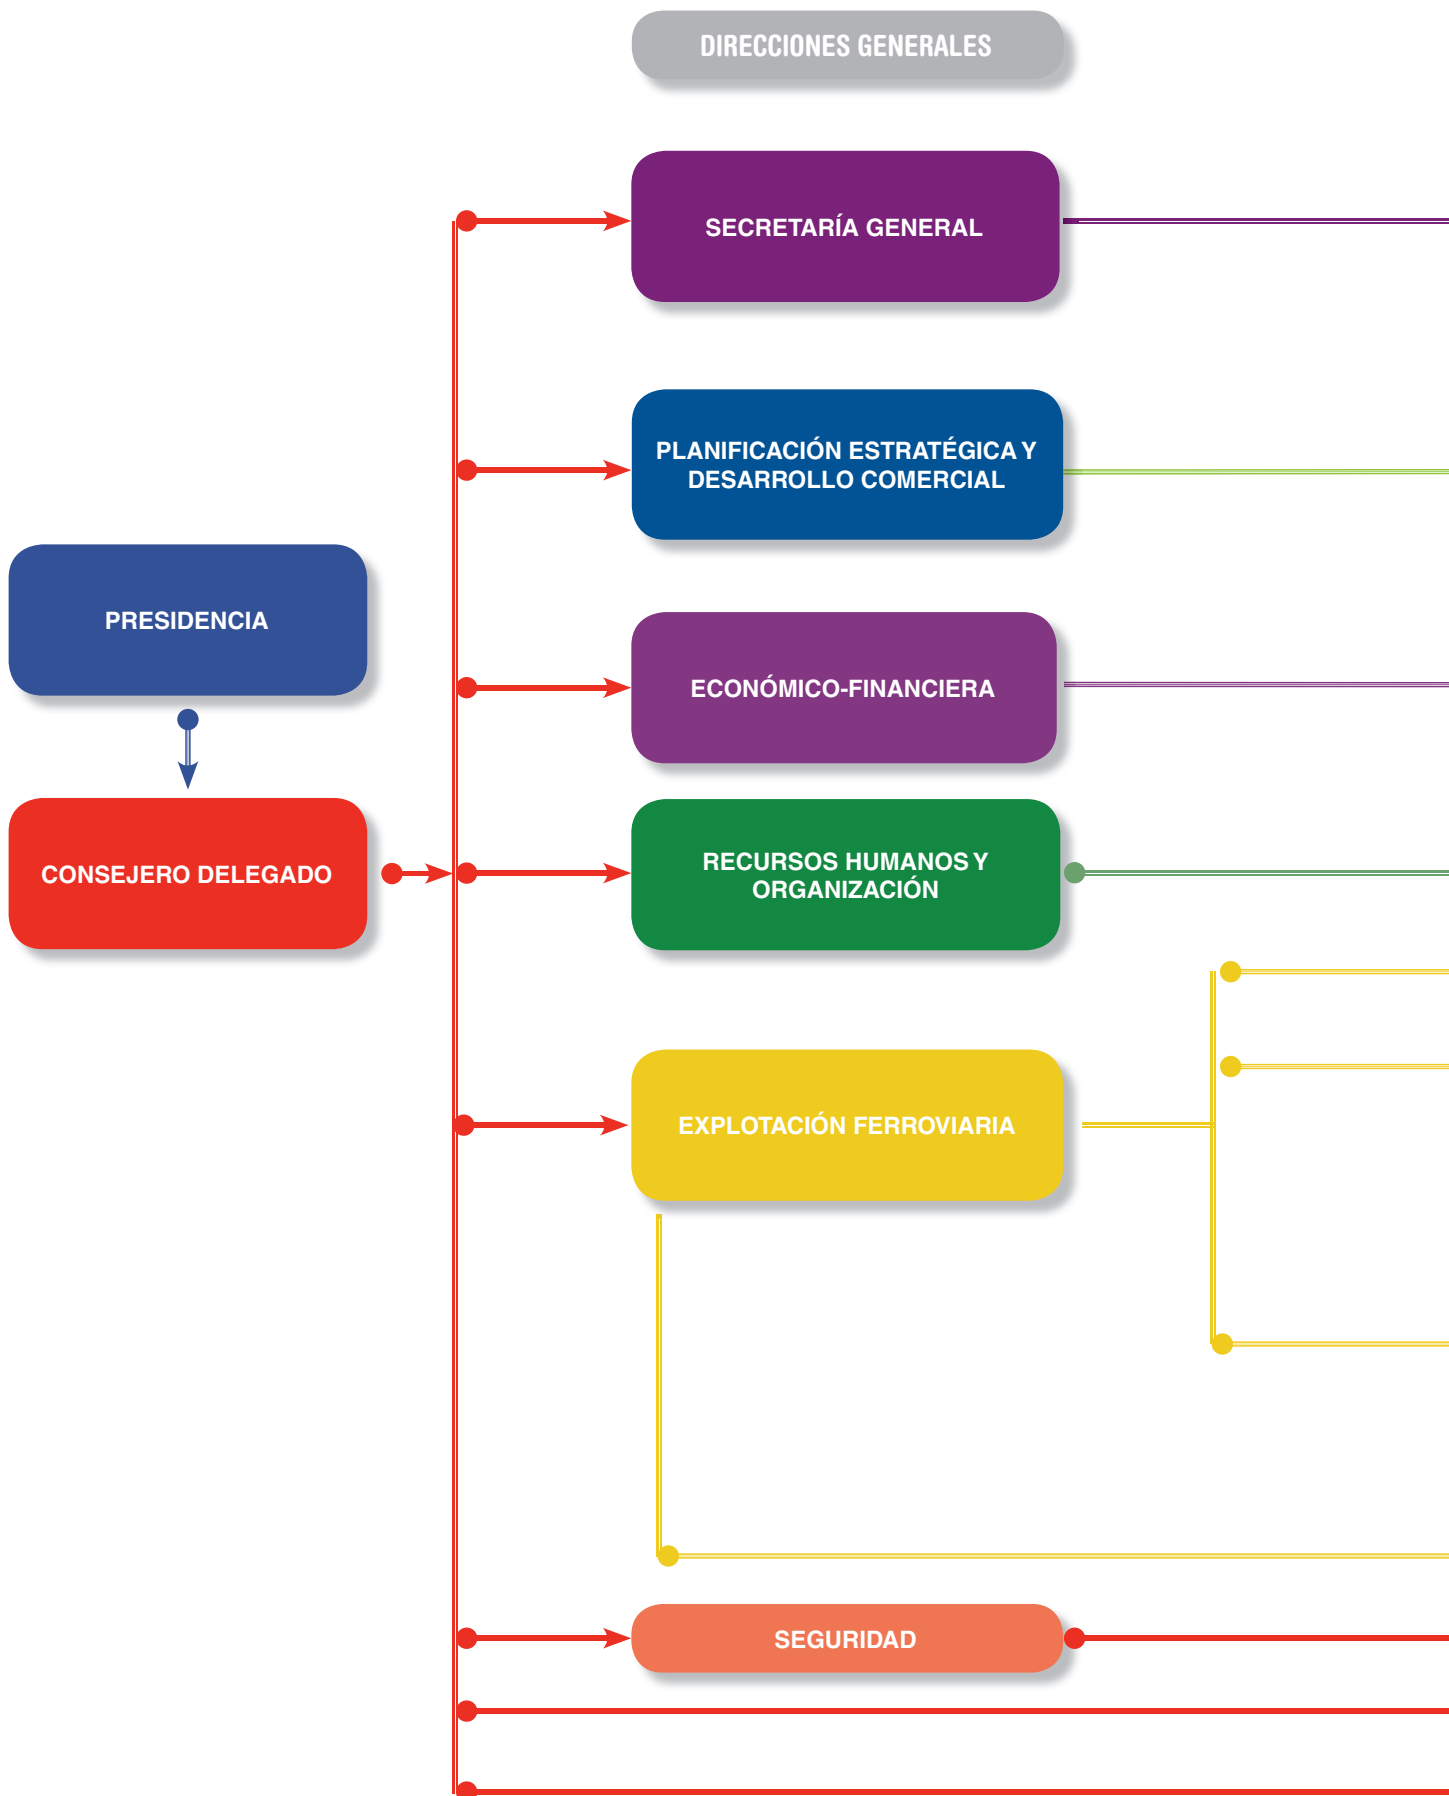 DIRECCIONES GENERALES
SECRETARÍA GENERAL
PLANIFICACIÓN ESTRATÉGICA Y
DESARROLLO COMERCIAL
PRESIDENCIA
ECONÓMICO-FINANCIERA
CONSEJERO DELEGADO
RECURSOS HUMANOS Y
ORGANIZACIÓN
EXPLOTACIÓN FERROVIARIA
SEGURIDAD